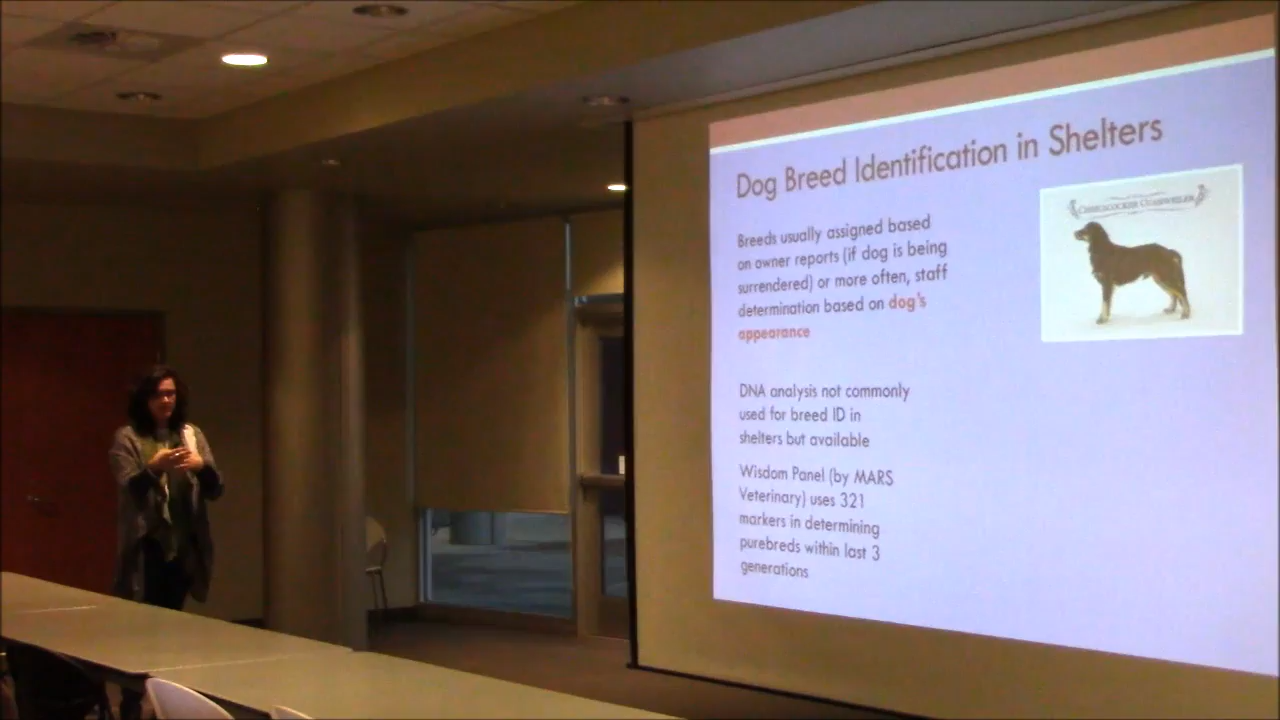 Dog Breed Identification in Shelters
Breeds usually assigned based
on owner reports (if dog is being
surrendered) or more often, staff
determination based on dog's
appearance
DNA analysis not commonly
used for breed ID in
shelters but available
Wisdom Panel (by MARS
Veterinary) uses 321
markers in determining
purebreds within last 3
generations